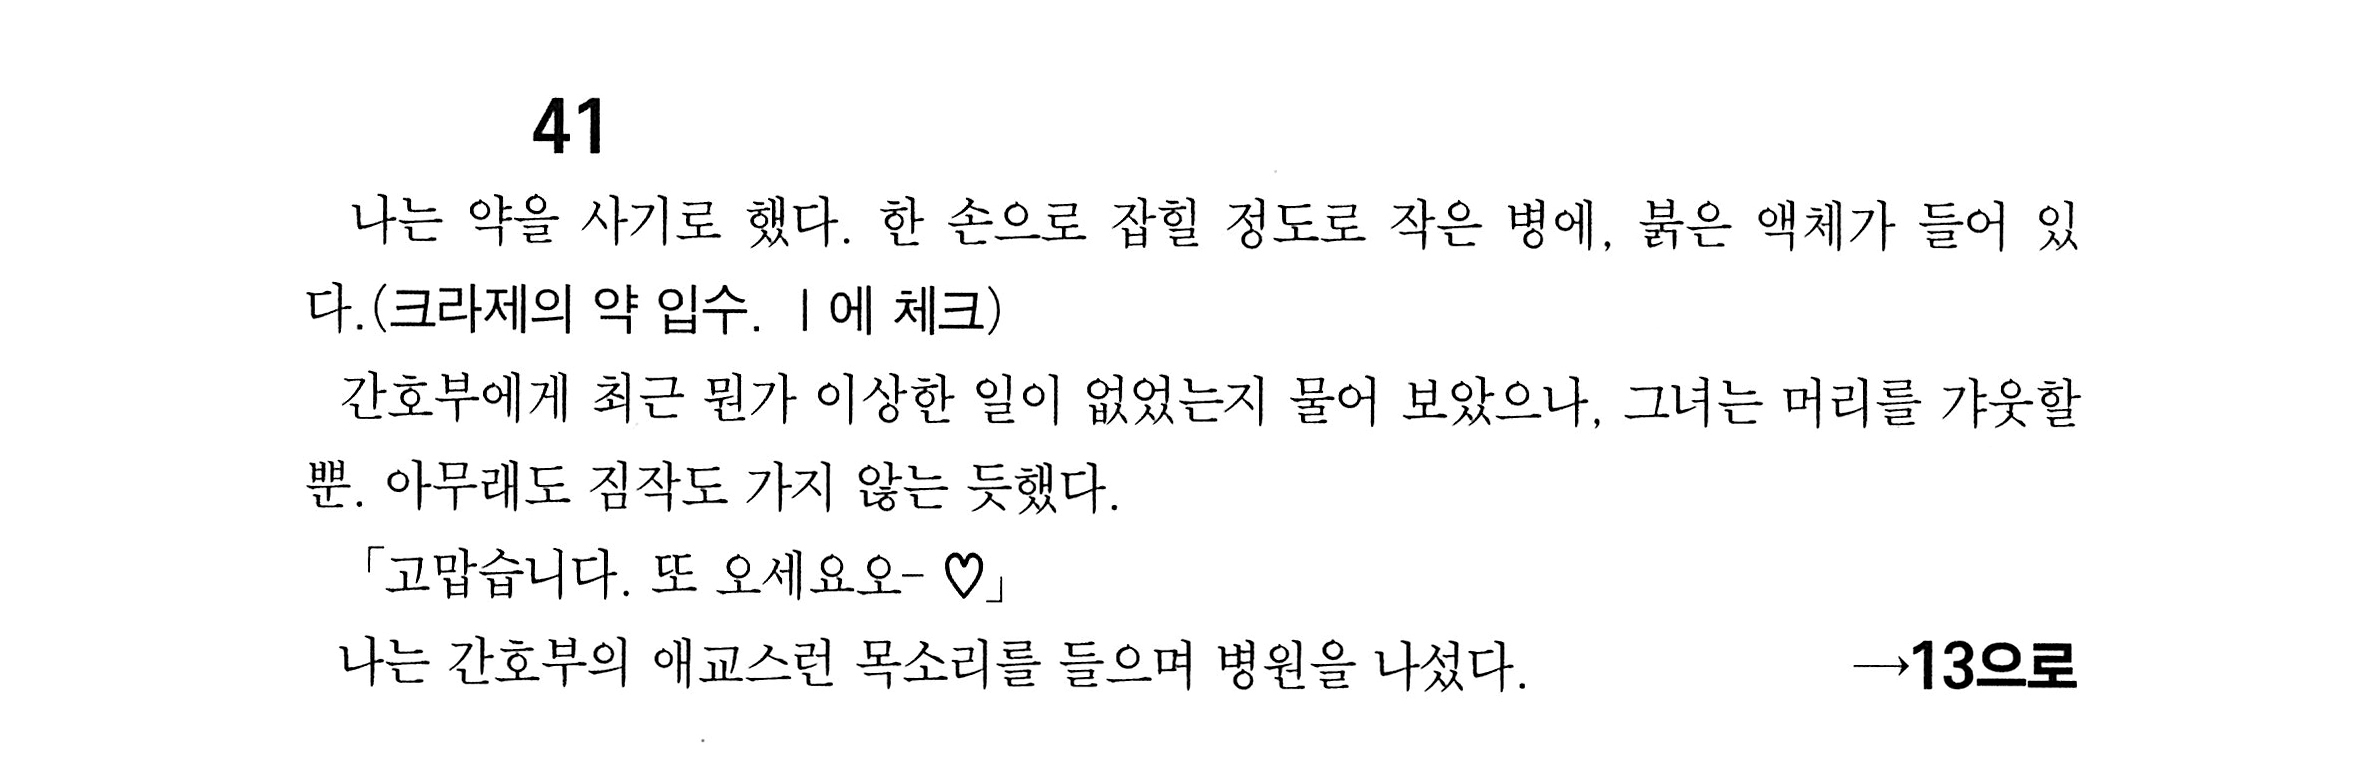 41
나는 약을 사기로 했다. 한 손으로 잡힐 정도로 작은 병에, 붉은 액체가 들어 있
다.(크라제의 약 입수. I에 체크)
간호부에게 최근 뭔가 이상한 일이 없었는지 물어 보았으나, 그녀는 머리를 갸웃할
뿐. 아무래도 짐작도 가지 않는 듯했다.
「고맙습니다. 또 오세요오- ♡」
나는 간호부의 애교스런 목소리를 들으며 병원을 나섰다. →13으로